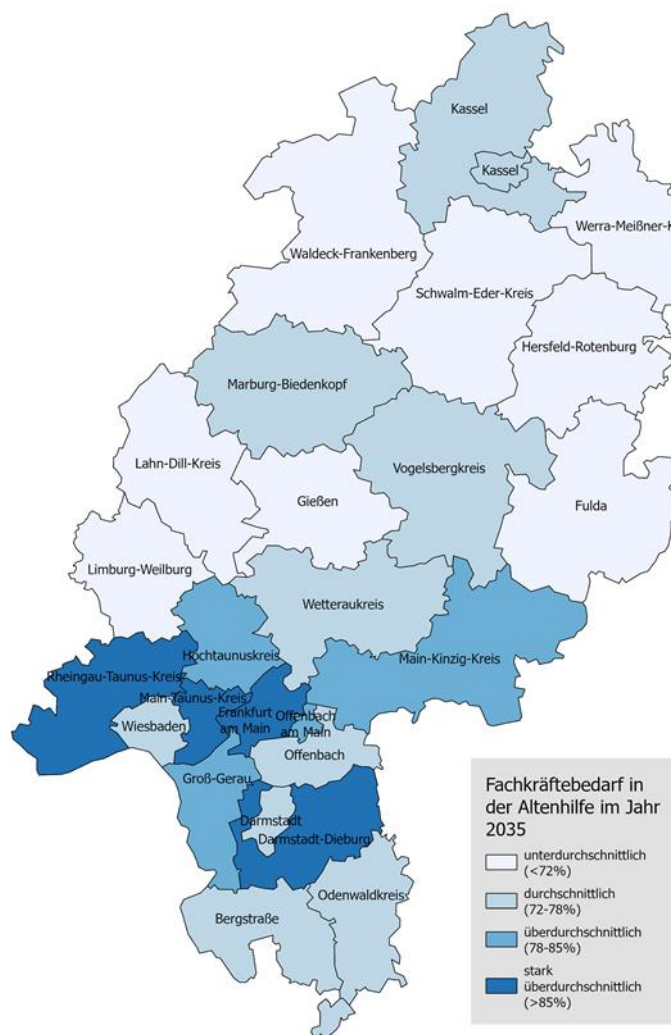 Kassel
Kassel
Werra-Meißner-K
Waldeck-Frankenberg
Schwalm-Eder-Kreis
Hersfeld-Rotenburg
Marburg-Biedenkopf
Lahn-Dill-Kreis
Vogelsbergkreis
Gießen
Fulda
Limburg-Weilburg
Wetteraukreis
Hochtaunuskreis
Main-Kinzig-Kreis
Rheingau-Taunus-Kreis
Main-Taunus-Kreis
Frankfurt
am Main
Offenbach
am Main
Wiesbaden
Offenbach
Groß-Gerau
Darmstadt
Darmstadt-Dieburg
Odenwaldkreis
Bergstraße
Fachkräftebedarf in
der Altenhilfe im Jahr
2035
unterdurchschnittlich
(<72%)
durchschnittlich
(72-78%)
überdurchschnittlich
(78-85%)
stark
überdurchschnittlich
(>85%)